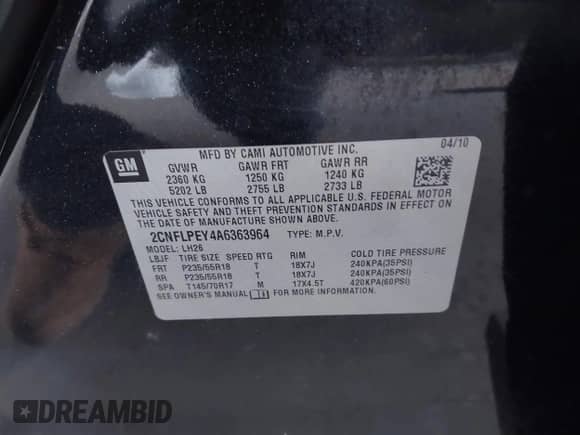 GM
MFD BY CAMI AUTOMOTIVE INC.
04/10
GVWR GAWR FRT GAWR RR
2360 KG 1250 KG 1240 KG
5202 LB 2755 LB 2733 LB
THIS VEHICLE CONFORMS TO ALL APPLICABLE U.S. FEDERAL MOTOR
VEHICLE SAFETY AND THEFT PREVENTION STANDARDS IN EFFECT ON THE
DATE OF MANUFACTURE SHOWN ABOVE.
2CNFLPEY4A6363964 TYPE: M.P.V.
MODEL: LH26
LBJF TIRE SIZE SPEED RTG RIM COLD TIRE PRESSURE
FRT P235/55R18 T 18X7J 240KPA(35PSI)
RR P235/55R18 T 18X7J 240KPA(35PSI)
SPA T145/70R17 M 17X4.5T 420KPA(60PSI)
SEE OWNER'S MANUAL FOR MORE INFORMATION.
DREAMBID